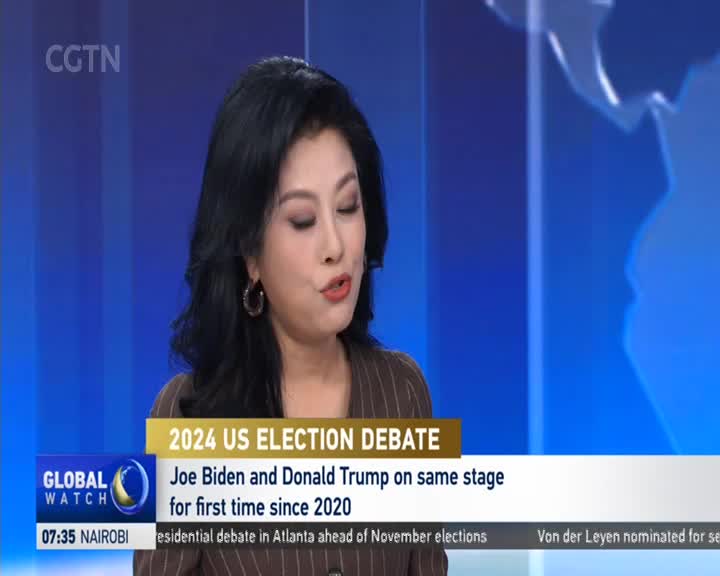 CGTN
2024 US ELECTION DEBATE
Joe Biden and Donald Trump on same stage
for first time since 2020
GLOBAL
WATCH
07:35 NAIROBI
residential debate in Atlanta ahead of November elections Von der Leyen nominated for se